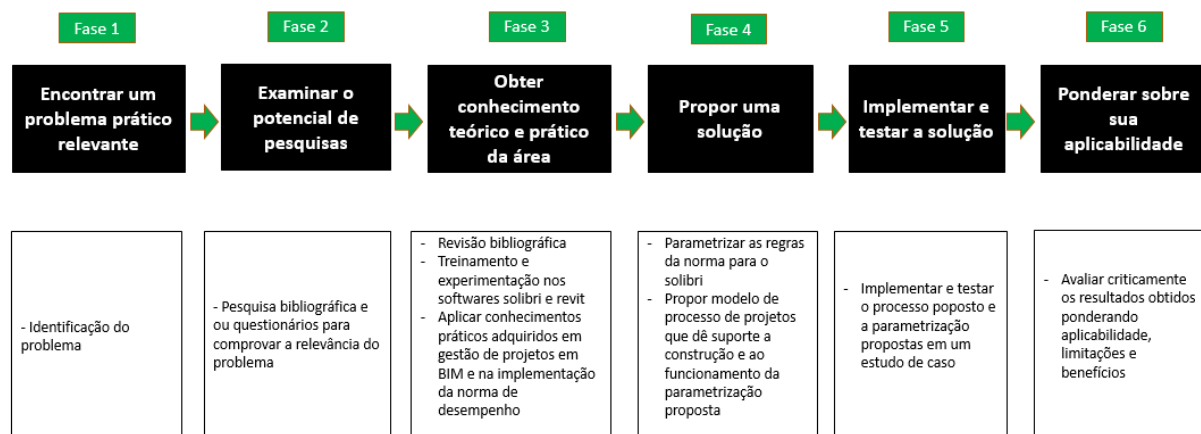 Fase 1
Fase 2
Fase 3
Fase 4
Fase 5
Fase 6
Encontrar um
problema prático
relevante
Examinar o
potencial de
pesquisas
Obter
conhecimento
teórico e prático
da área
Propor uma
solução
Implementar e
testar a solução
Ponderar sobre
sua
aplicabilidade
- Identificação do
problema
- Pesquisa bibliográfica e
ou questionários para
comprovar a relevância do
problema
- Revisão bibliográfica
- Treinamento e
experimentação nos
softwares solibri e revit
- Aplicar conhecimentos
práticos adquiridos em
gestão de projetos em
BIM e na implementação
da norma de
desempenho
- Parametrizar as regras
da norma para o
solibri
- Propor modelo de
processo de projetos
que dê suporte a
construção e ao
funcionamento da
parametrização
proposta
- Implementar e testar
o processo poposto e
a parametrização
propostas em um
estudo de caso
- Avaliar criticamente
os resultados obtidos
ponderando
aplicabilidade,
limitações e
benefícios